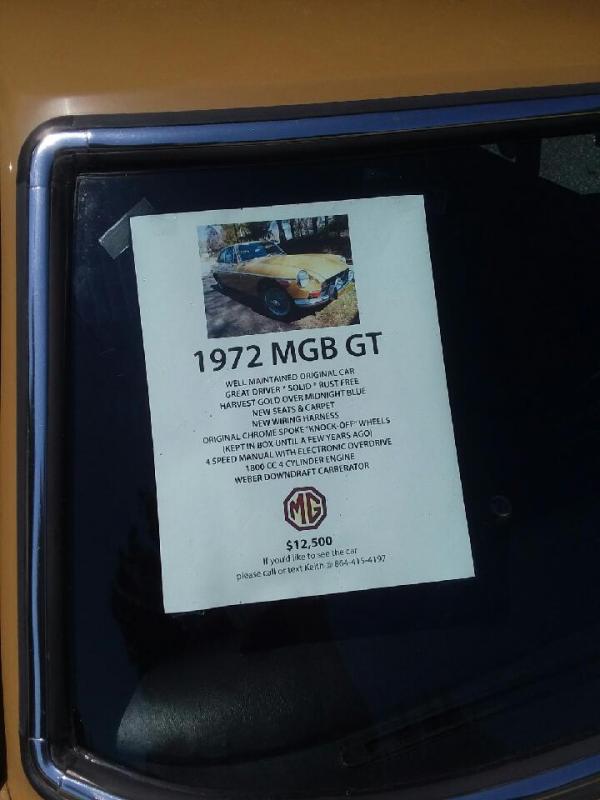 1972 MGB GT
WELL MAINTAINED ORIGINAL CAR
GREAT DRIVER * SOLID * RUST FREE
HARVEST GOLD OVER MIDNIGHT BLUE
NEW SEATS & CARPET
NEW WIRING HARNESS
ORIGINAL CHROME SPOKE "KNOCK-OFF" WHEELS
(KEPT IN BOX UNTIL A FEW YEARS AGO)
4 SPEED MANUAL WITH ELECTRONIC OVERDRIVE
1800 CC 4 CYLINDER ENGINE
WEBER DOWNDRAFT CARBERATOR
MG
$12,500
If you'd like to see the car
please call or text Keith @ 864-415-4197